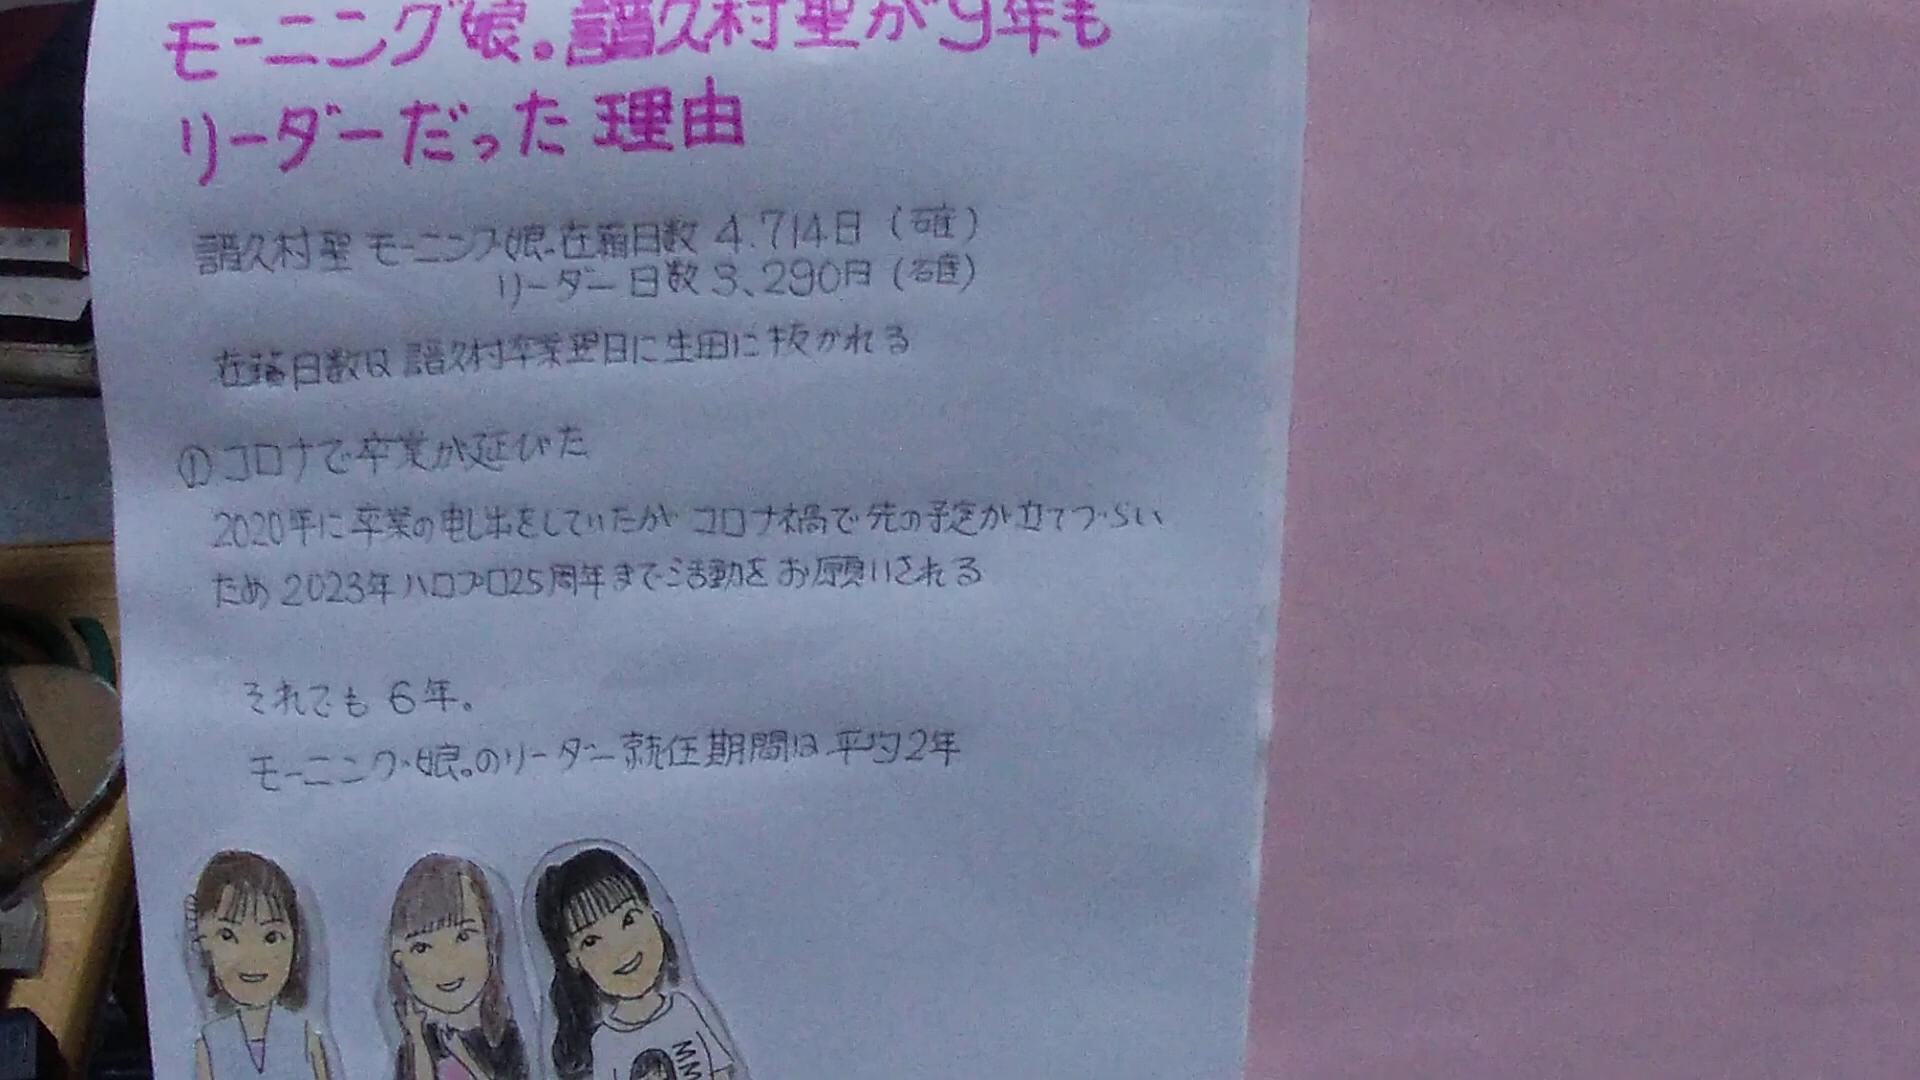 モーニング娘。譜久村聖が9年も
リーダーだった理由
譜久村聖 モーニング娘。在籍日数 4.714日 (確)
リーダー日数 3、290日 (確)
在籍日数は 譜久村卒業翌日に生田に抜かれる
①コロナで卒業が延びた
2020年に卒業の申し出をしていたが コロナ禍で先の予定が立てづらい
ため 2023年ハロプロ25周年まで活動をお願いされる
それでも6年。
モーニング娘。のリーダー就任期間は平均2年
MM